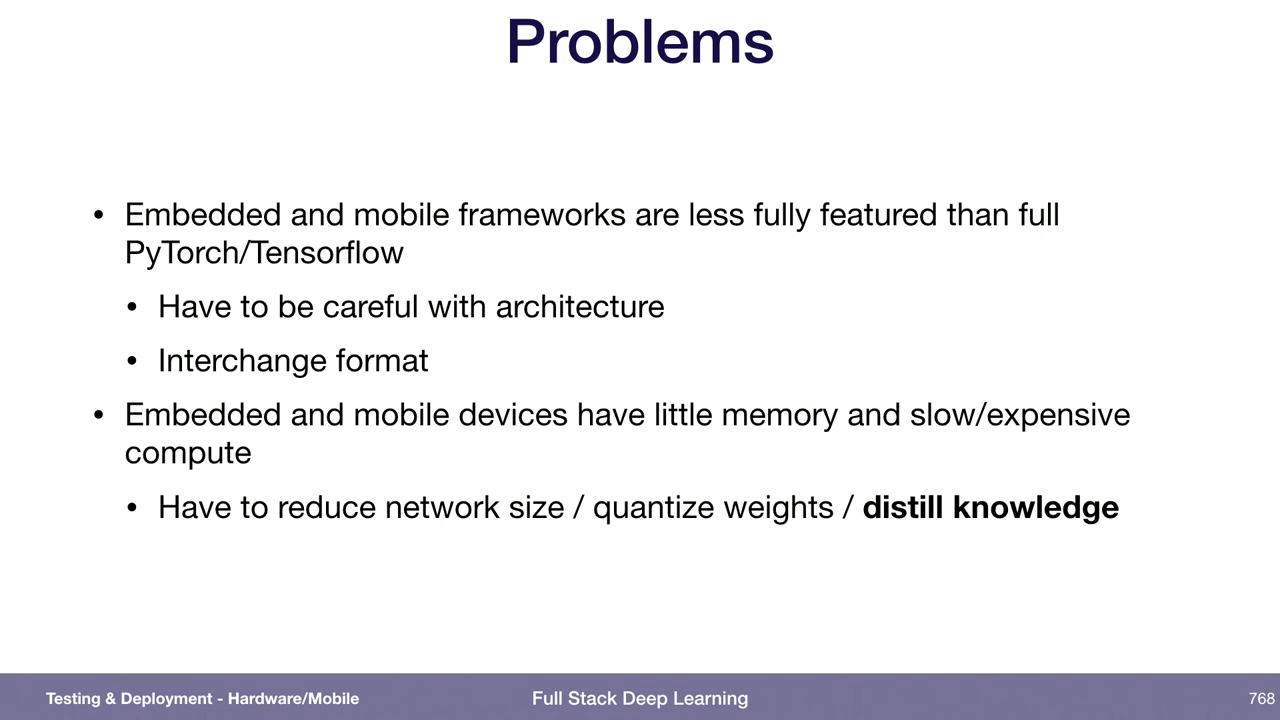 Problems
• Embedded and mobile frameworks are less fully featured than full
PyTorch/Tensorflow
• Have to be careful with architecture
• Interchange format
• Embedded and mobile devices have little memory and slow/expensive
compute
• Have to reduce network size / quantize weights / distill knowledge
Testing & Deployment - Hardware/Mobile
Full Stack Deep Learning
768